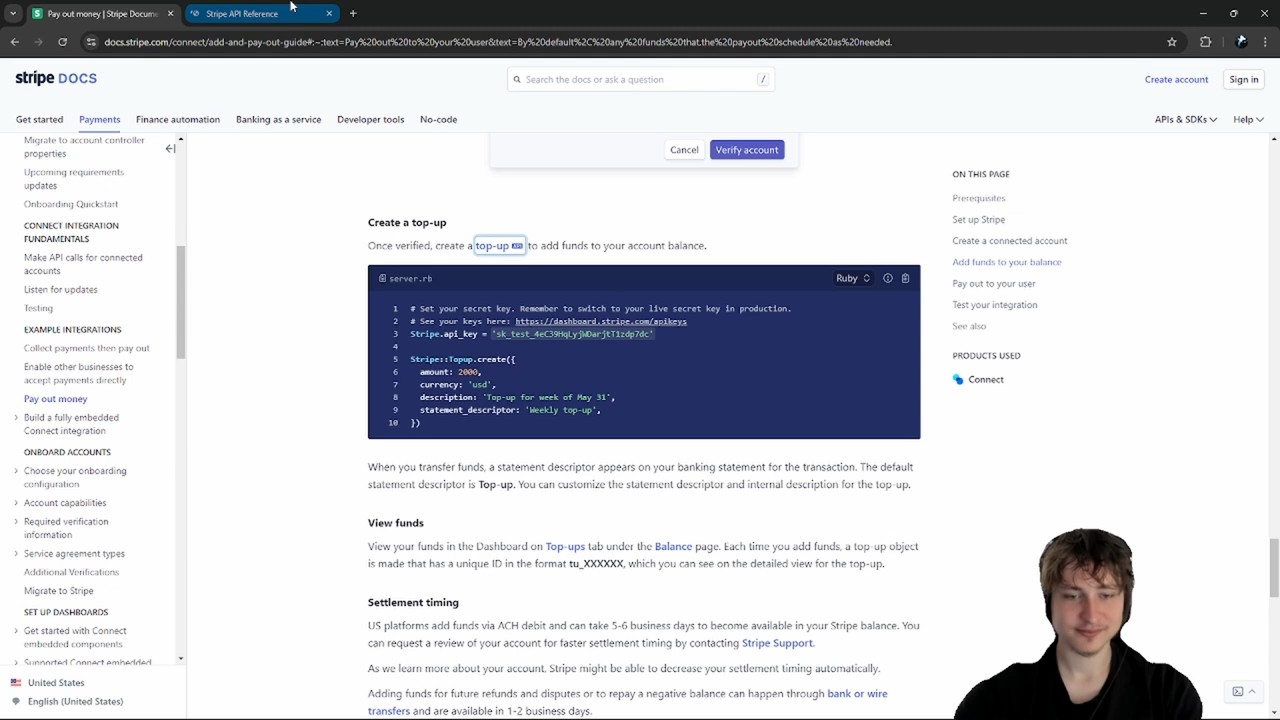 Pay out money | Stripe Docume
Stripe API Reference
docs.stripe.com/connect/add-and-pay-out-guide#:~:text=Pay%20out%20to%20your%20user&text=By%20default%2C%20any%20funds%20that,the%20payout%20schedule%20as%20needed.
stripe DOCS
Search the docs or ask a question
/
Create account
Sign in
Get started
Payments
Finance automation
Banking as a service
Developer tools
No-code
APIs & SDKs
Help
Migrate to account controller
properties
Upcoming requirements
updates
Onboarding Quickstart
CONNECT INTEGRATION
FUNDAMENTALS
Make API calls for connected
accounts
Listen for updates
Testing
EXAMPLE INTEGRATIONS
Collect payments then pay out
Enable other businesses to
accept payments directly
Pay out money
Build a fully embedded
Connect integration
ONBOARD ACCOUNTS
Choose your onboarding
configuration
Account capabilities
Required verification
information
Service agreement types
Additional Verifications
Migrate to Stripe
SET UP DASHBOARDS
Get started with Connect
embedded components
Supported Connect embedded
United States
English (United States)
Cancel
Verify account
Create a top-up
Once verified, create a top-up API to add funds to your account balance.
server.rb
Ruby
1 # Set your secret key. Remember to switch to your live secret key in production.
2 # See your keys here: https://dashboard.stripe.com/apikeys
3 Stripe.api_key = 'sk_test_4eC39HqLyjWDarjtT1zdp7dc'
4
5 Stripe::Topup.create({
6 amount: 2000,
7 currency: 'usd',
8 description: 'Top-up for week of May 31',
9 statement_descriptor: 'Weekly top-up',
10 })
When you transfer funds, a statement descriptor appears on your banking statement for the transaction. The default
statement descriptor is Top-up. You can customize the statement descriptor and internal description for the top-up.
View funds
View your funds in the Dashboard on Top-ups tab under the Balance page. Each time you add funds, a top-up object
is made that has a unique ID in the format tu_XXXXXX, which you can see on the detailed view for the top-up.
Settlement timing
US platforms add funds via ACH debit and can take 5-6 business days to become available in your Stripe balance. You
can request a review of your account for faster settlement timing by contacting Stripe Support.
As we learn more about your account, Stripe might be able to decrease your settlement timing automatically.
Adding funds for future refunds and disputes or to repay a negative balance can happen through bank or wire
transfers and are available in 1-2 business days.
ON THIS PAGE
Prerequisites
Set up Stripe
Create a connected account
Add funds to your balance
Pay out to your user
Test your integration
See also
PRODUCTS USED
Connect